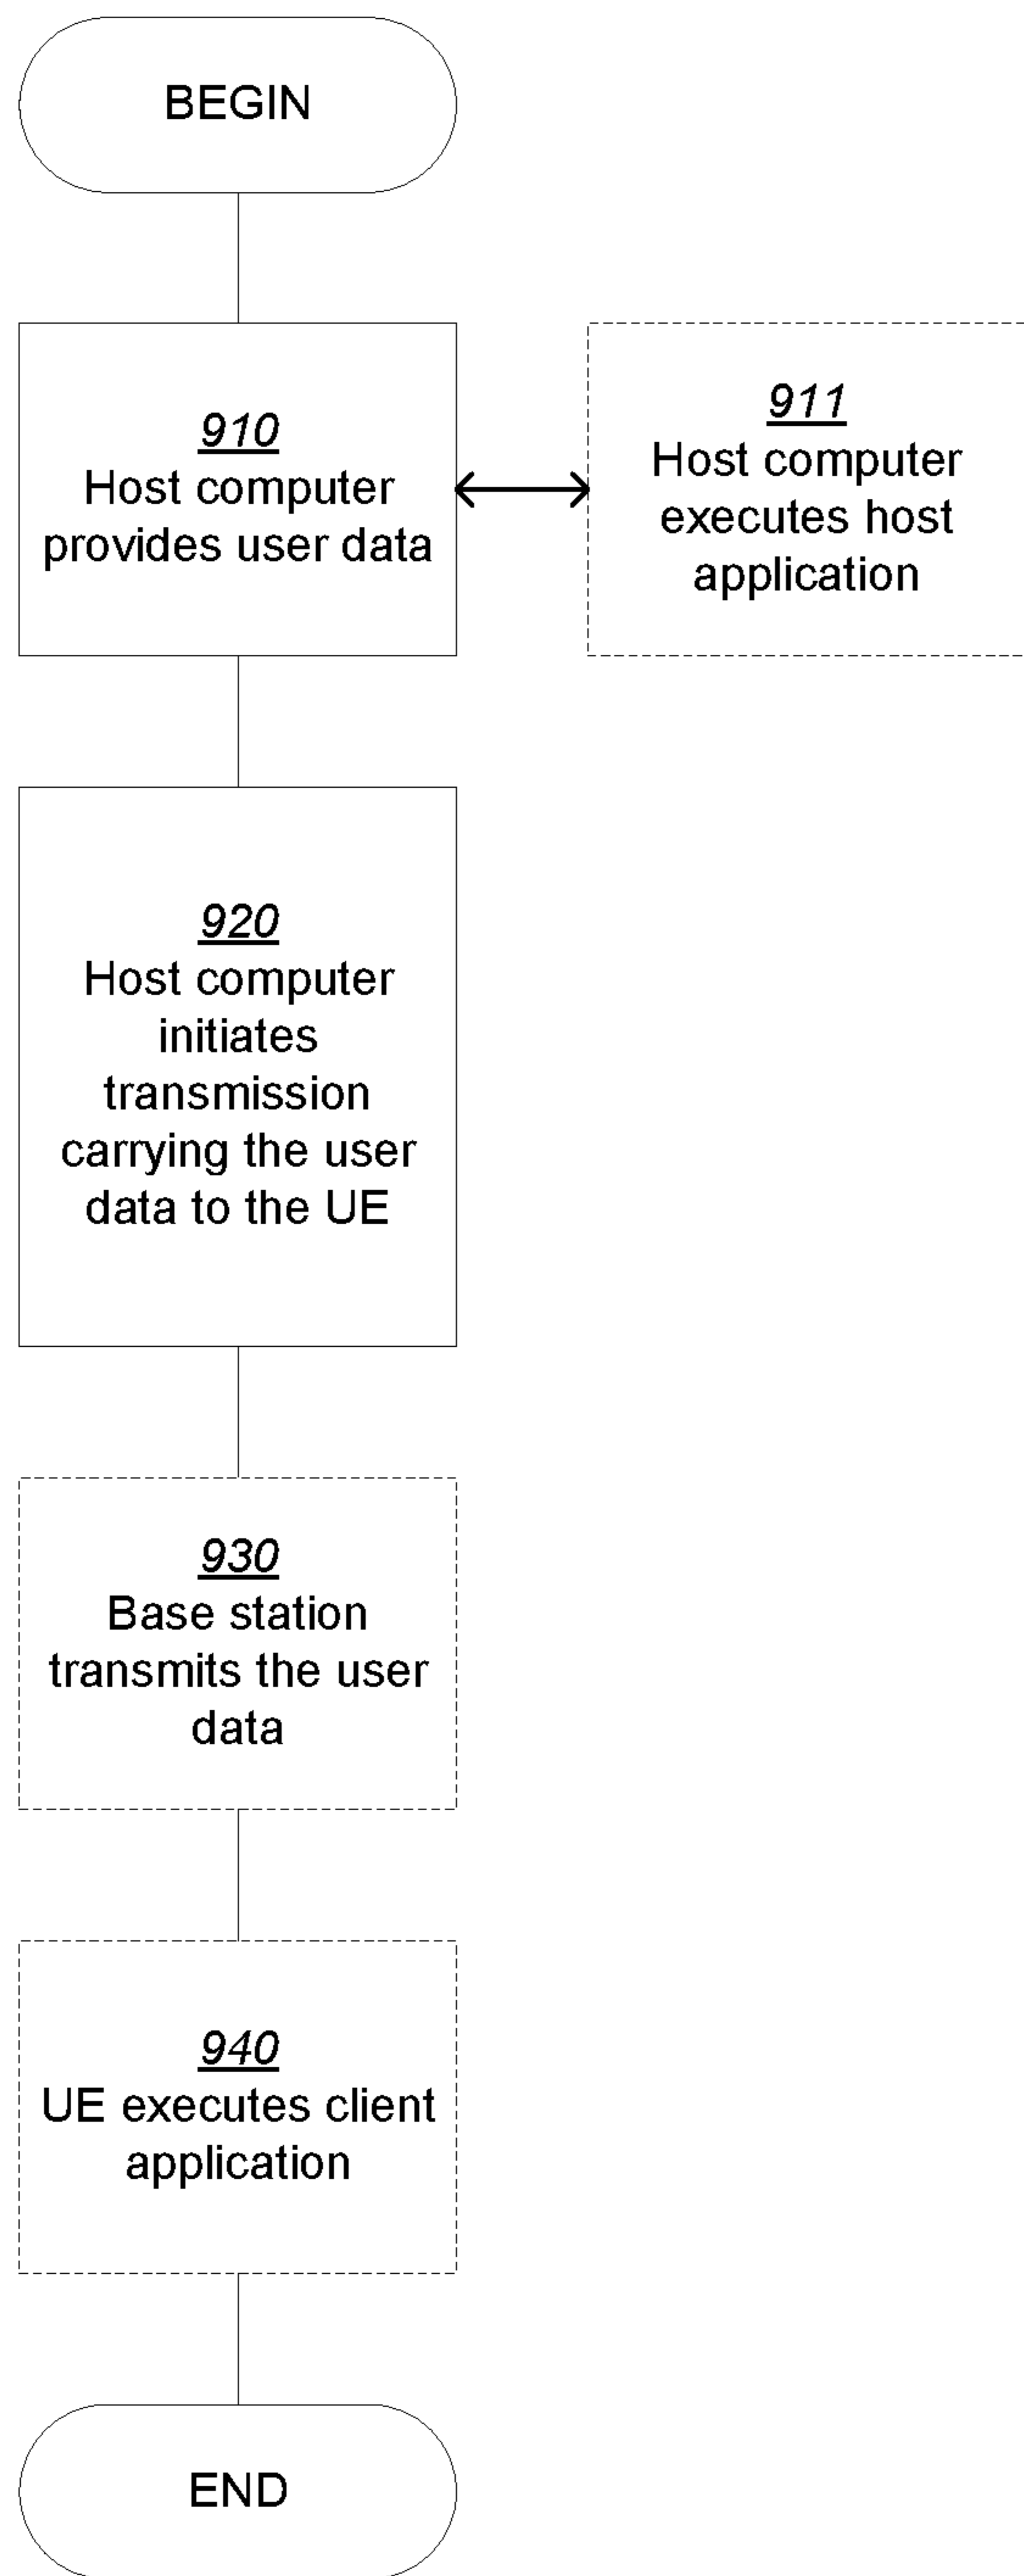 BEGIN
910
Host computer
provides user data
911
Host computer
executes host
application
920
Host computer
initiates
transmission
carrying the user
data to the UE
930
Base station
transmits the user
data
940
UE executes client
application
END